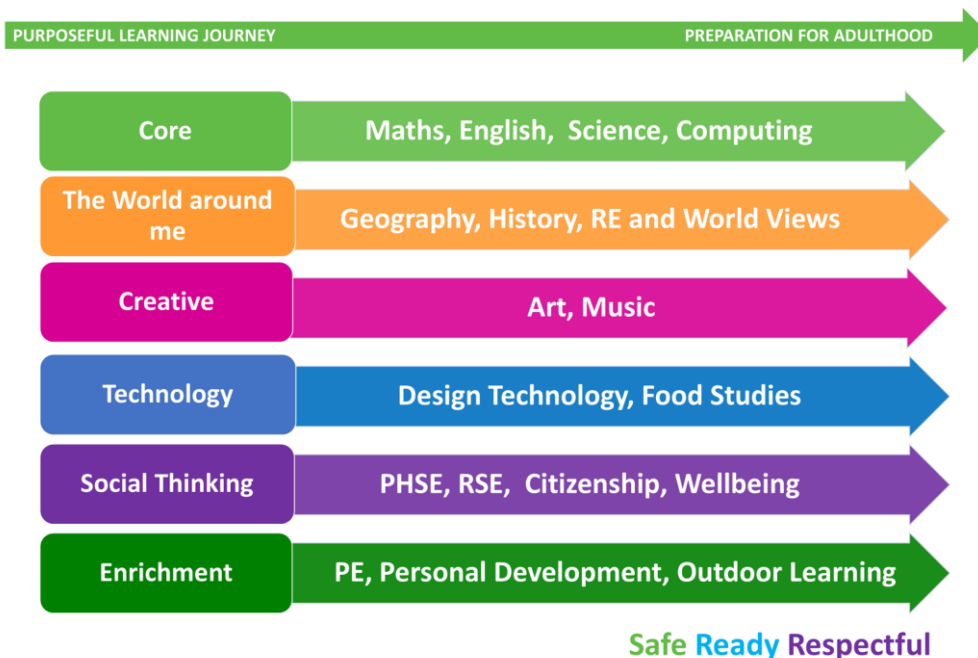 PURPOSEFUL LEARNING JOURNEY PREPARATION FOR ADULTHOOD
Core
Maths, English, Science, Computing
The World around
me
Geography, History, RE and World Views
Creative
Art, Music
Technology
Design Technology, Food Studies
Social Thinking
PHSE, RSE, Citizenship, Wellbeing
Enrichment
PE, Personal Development, Outdoor Learning
Safe Ready Respectful